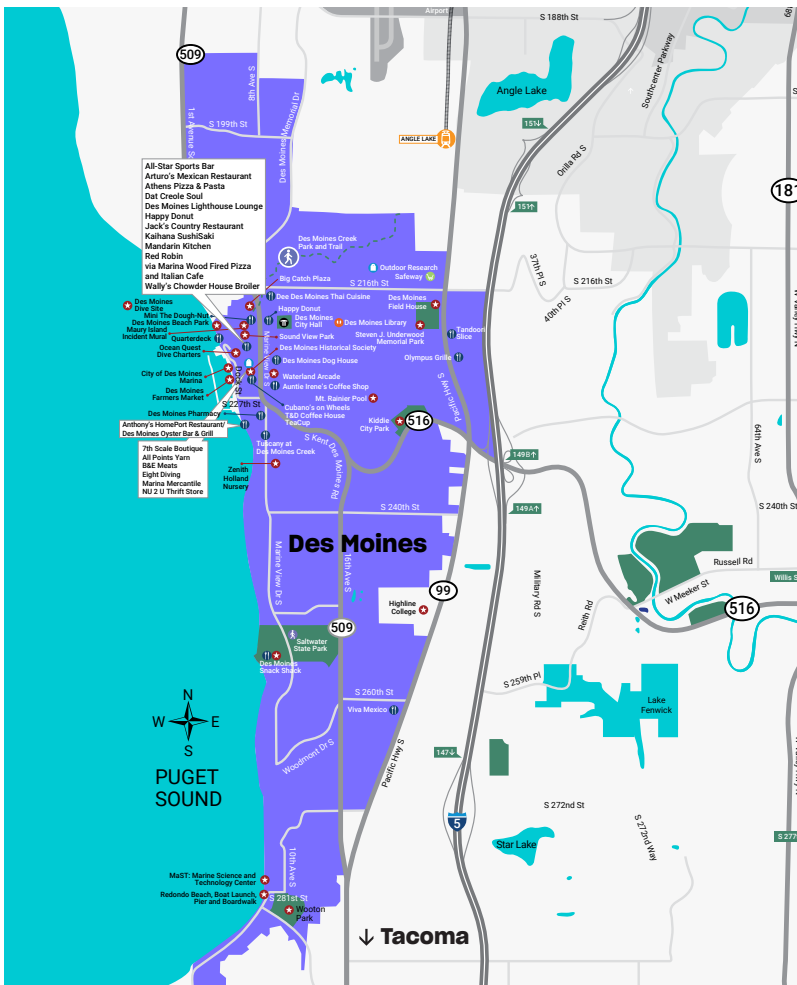 Airport
S 188th St
509
8th Ave S
1st Avenue S
Des Moines Memorial Dr
S 199th St
Angle Lake
ANGLE LAKE
151↓
Southcenter Parkway
Orilla Rd S
181
151↑
All-Star Sports Bar
Arturo's Mexican Restaurant
Athens Pizza & Pasta
Dat Creole Soul
Des Moines Lighthouse Lounge
Happy Donut
Jack's Country Restaurant
Kaihana SushiSaki
Mandarin Kitchen
Red Robin
via Marina Wood Fired Pizza
and Italian Cafe
Wally's Chowder House Broiler
Des Moines Creek
Park and Trail
Outdoor Research
Safeway
Big Catch Plaza
S 216th St
37th Pl S
S 216th St
40th Pl S
Des Moines
Dive Site
Dee Des Moines Thai Cuisine
Des Moines
Field House
Mini The Dough-Nut
Happy Donut
Des Moines Beach Park
Des Moines
City Hall
Des Moines Library
Maury Island
Incident Mural
Steven J. Underwood
Memorial Park
Tandoori
Slice
Quarterdeck
Sound View Park
Ocean Quest
Dive Charters
Des Moines Historical Society
Des Moines Dog House
Olympus Grille
City of Des Moines
Marina
Waterland Arcade
Auntie Irene's Coffee Shop
Des Moines
Farmers Market
Mt. Rainier Pool
Pacific Hwy S
S 227th St
Cubano's on Wheels
T&D Coffee House
TeaCup
Des Moines Pharmacy
Kiddie
City Park
516
Anthony's HomePort Restaurant/
Des Moines Oyster Bar & Grill
Tuscany at
Des Moines Creek
S Kent Des Moines Rd
64th Ave S
149B↑
7th Scale Boutique
All Points Yarn
B&E Meats
Eight Diving
Marina Mercantile
NU 2 U Thrift Store
Zenith
Holland
Nursery
S 240th St
149A↑
S 240th St
Des Moines
Marine View Dr S
16th Ave S
Russell Rd
Military Rd S
Willis S
W Meeker St
99
Reith Rd
516
Highline
College
509
Saltwater
State Park
Des Moines
Snack Shack
S 259th Pl
S 260th St
Lake
Fenwick
Viva Mexico
N
W E
S
Woodmont Dr S
Pacific Hwy S
147↓
PUGET
SOUND
S 272nd St
5
S 272nd Way
S 277
Star Lake
10th Ave S
MaST: Marine Science and
Technology Center
Redondo Beach, Boat Launch,
Pier and Boardwalk
S 281st St
Wooton
Park
↓ Tacoma